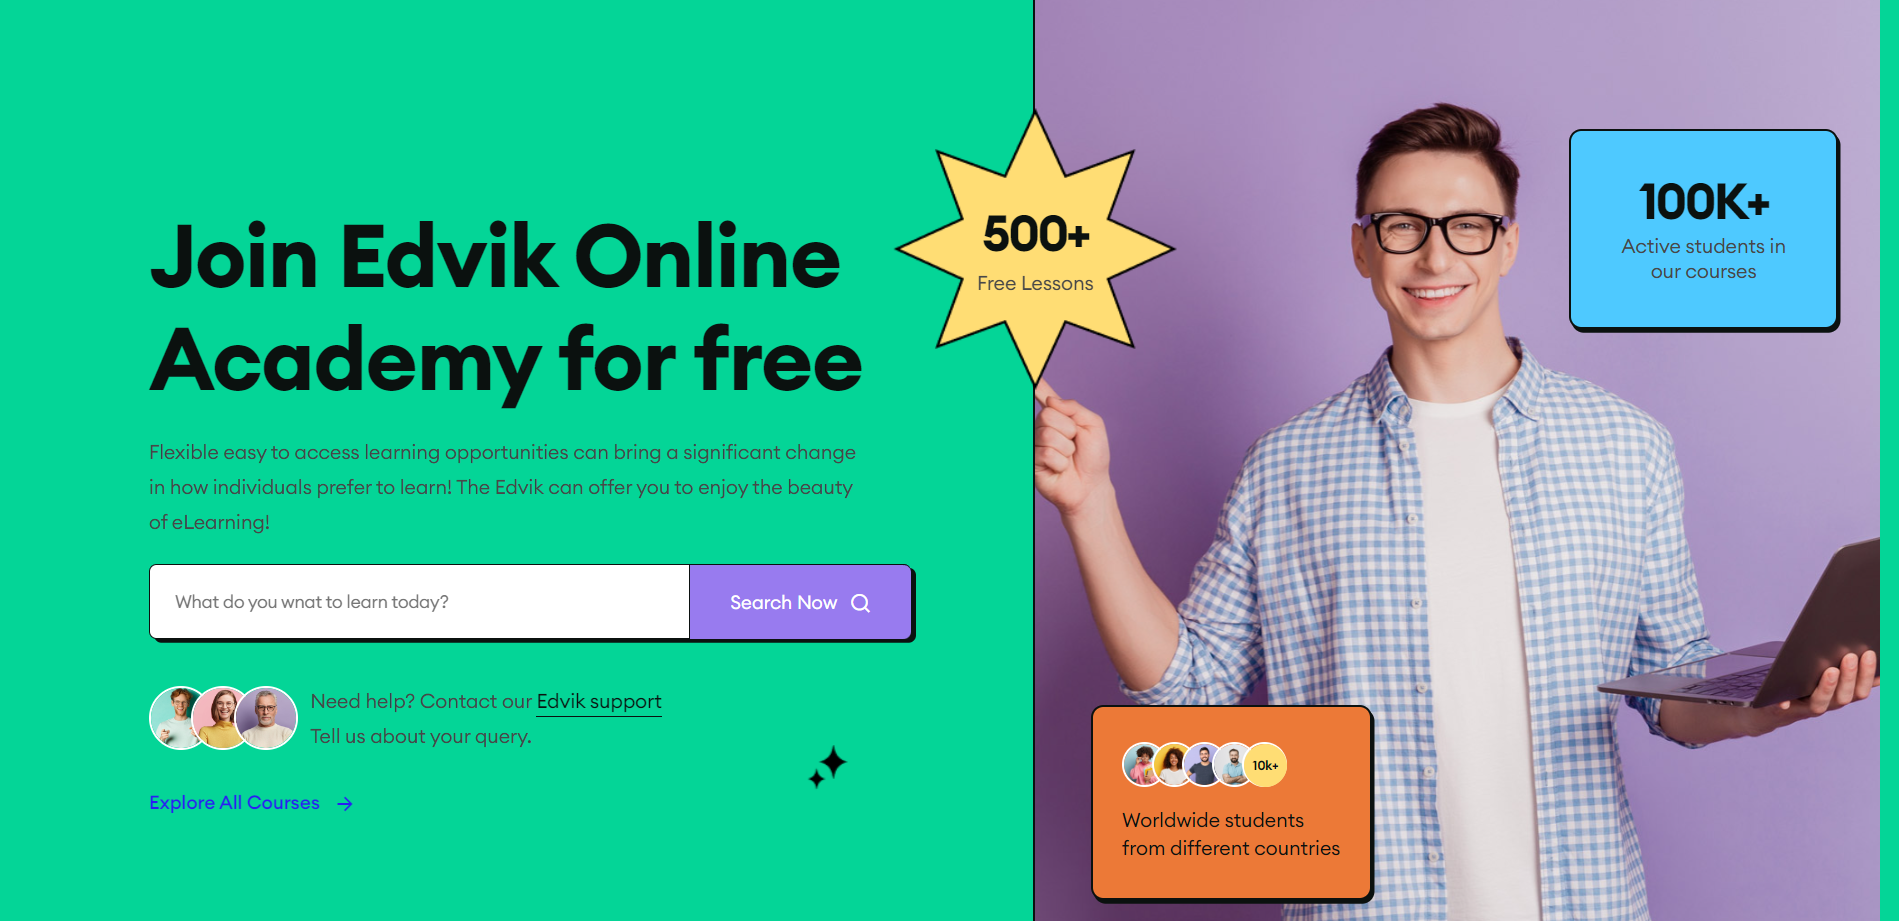 Join Edvik Online
Academy for free
Flexible easy to access learning opportunities can bring a significant change
in how individuals prefer to learn! The Edvik can offer you to enjoy the beauty
of eLearning!
What do you wnat to learn today?
Search Now
Need help? Contact our Edvik support
Tell us about your query.
Explore All Courses
500+
Free Lessons
100K+
Active students in
our courses
10k+
Worldwide students
from different countries